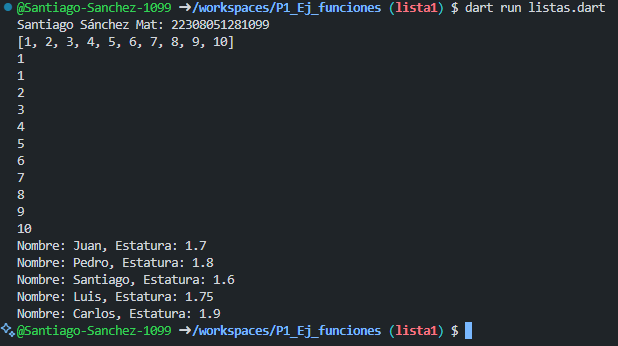 @Santiago-Sanchez-1099 ➜/workspaces/P1_Ej_funciones (lista1) $ dart run listas.dart
Santiago Sánchez Mat: 22308051281099
[1, 2, 3, 4, 5, 6, 7, 8, 9, 10]
1
1
2
3
4
5
6
7
8
9
10
Nombre: Juan, Estatura: 1.7
Nombre: Pedro, Estatura: 1.8
Nombre: Santiago, Estatura: 1.6
Nombre: Luis, Estatura: 1.75
Nombre: Carlos, Estatura: 1.9
@Santiago-Sanchez-1099 ➜/workspaces/P1_Ej_funciones (lista1) $